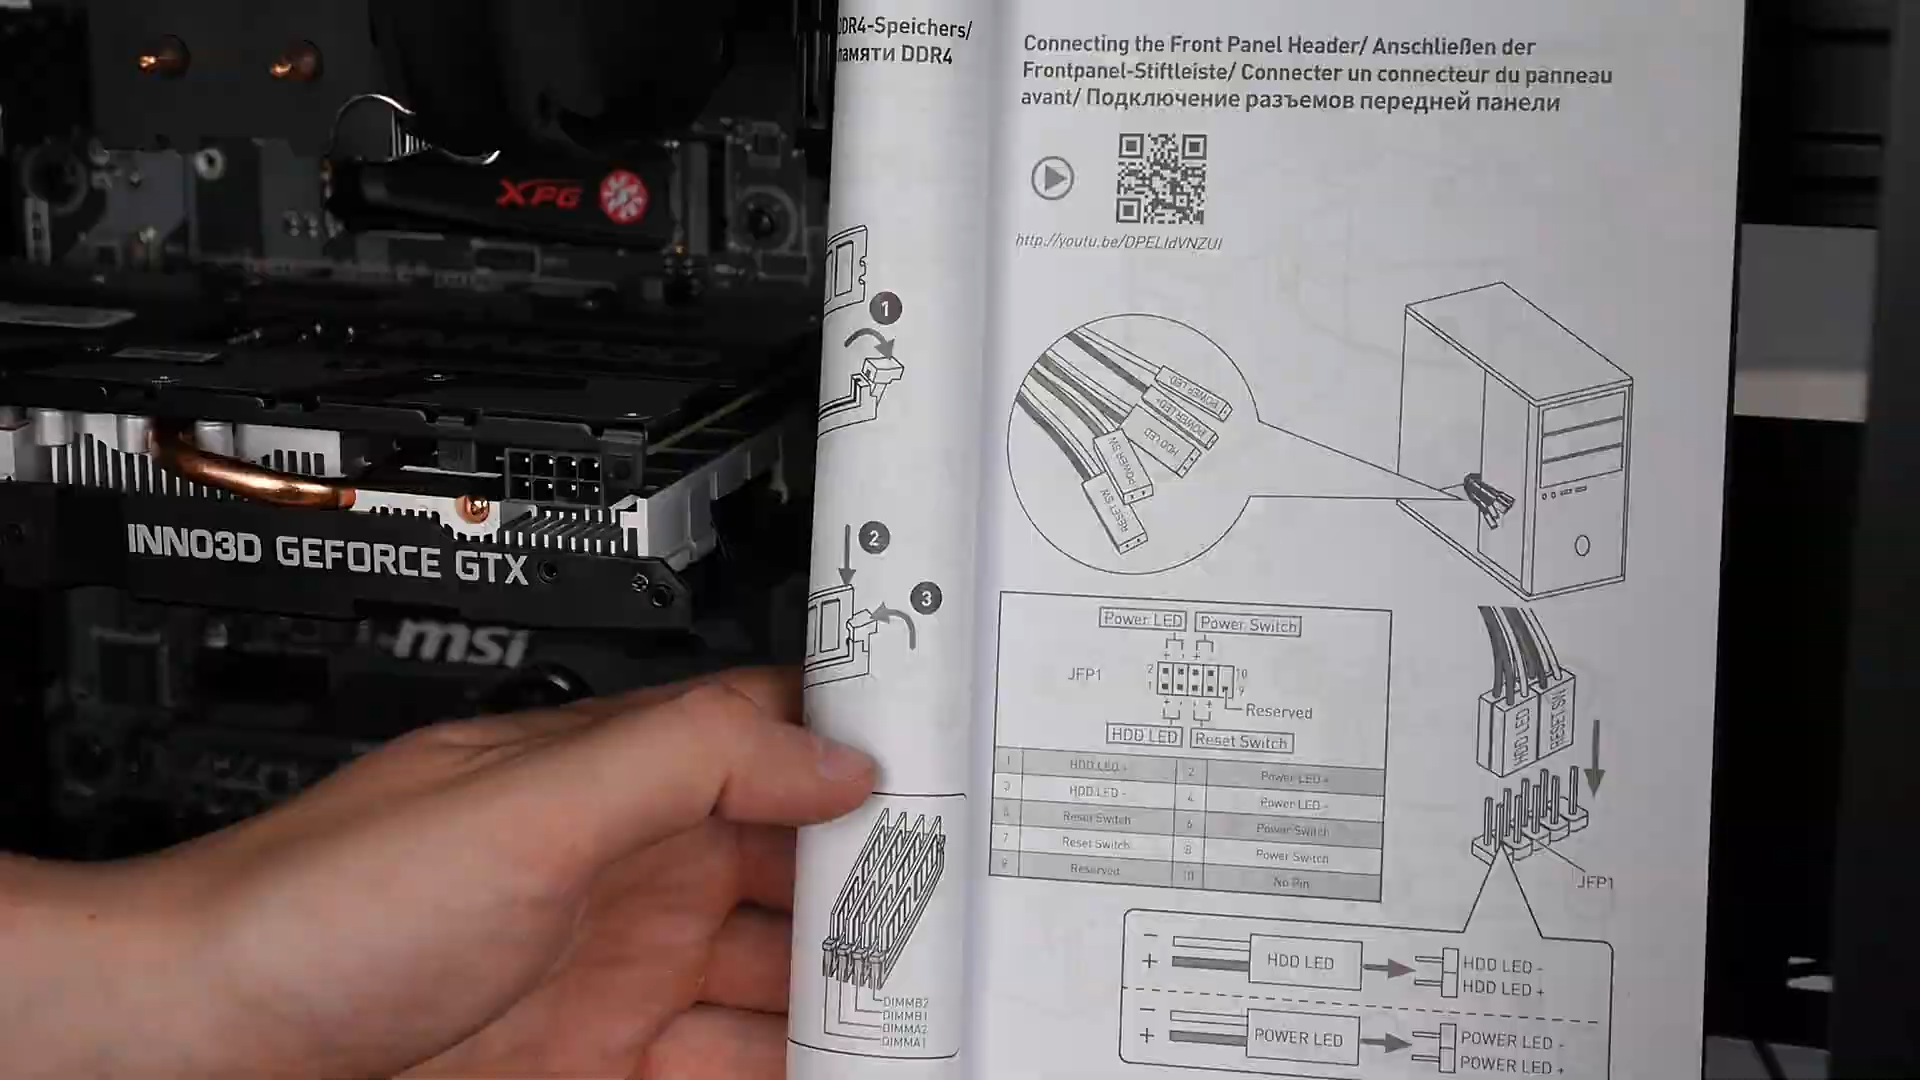 DDR4-Speichers/
памяти DDR4
Connecting the Front Panel Header/ Anschließen der
Frontpanel-Stiftleiste/ Connecter un connecteur du panneau
avant/ Подключение разъемов передней панели
http://youtu.be/DPELIdVNZUI
XPG
INNO3D GEFORCE GTX
msi
1
2
3
POWER LED-
POWER LED+
HDD LED
POWER SW
RESET SW
Power LED Power Switch
+ - + -
JFP1
2 10
1 9
+ - - +
Reserved
HDD LED Reset Switch
1 HDD LED + 2 Power LED +
3 HDD LED - 4 Power LED -
5 Reset Switch 6 Power Switch
7 Reset Switch 8 Power Switch
9 Reserved 10 No Pin
HDD LED
RESET SW
JFP1
DIMMB2
DIMMB1
DIMMA2
DIMMA1
- HDD LED HDD LED -
+ HDD LED +
- POWER LED POWER LED -
+ POWER LED +